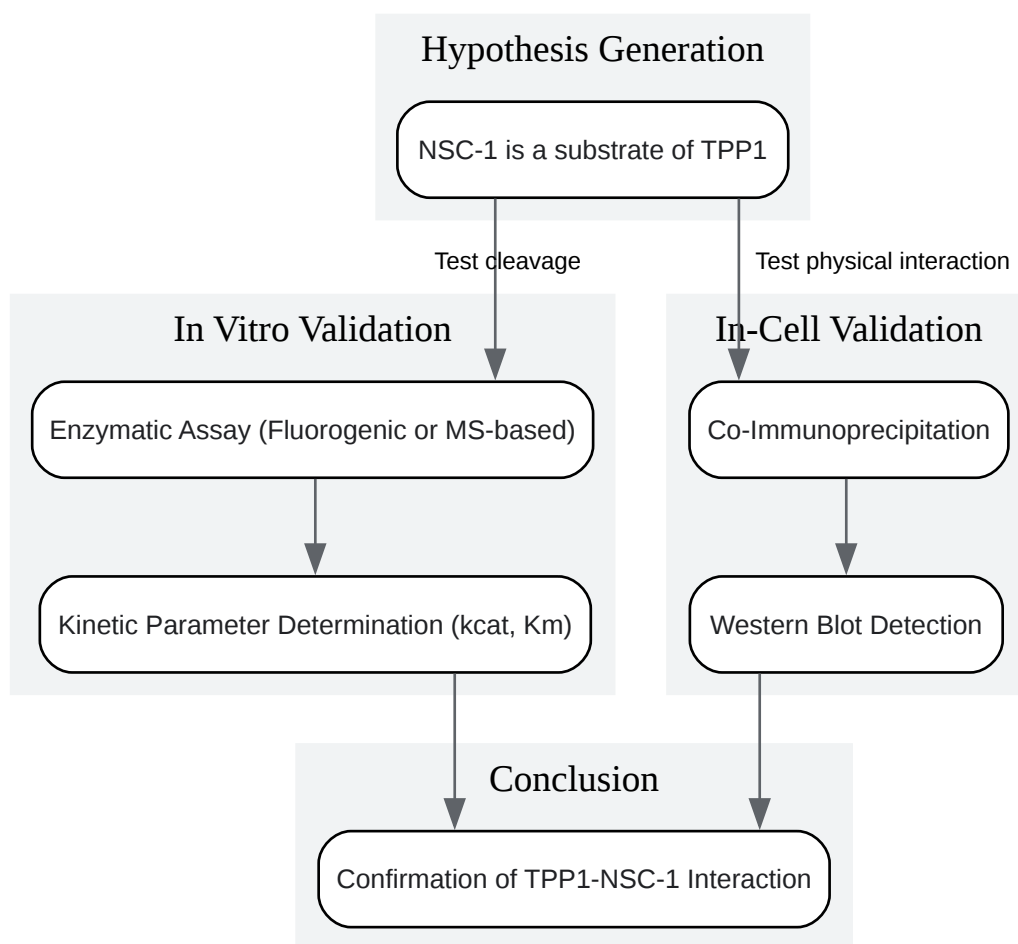 Hypothesis Generation
NSC-1 is a substrate of TPP1
Test cleavage
Test physical interaction
In Vitro Validation
In-Cell Validation
Enzymatic Assay (Fluorogenic or MS-based)
Co-Immunoprecipitation
Kinetic Parameter Determination (kcat, Km)
Western Blot Detection
Conclusion
Confirmation of TPP1-NSC-1 Interaction